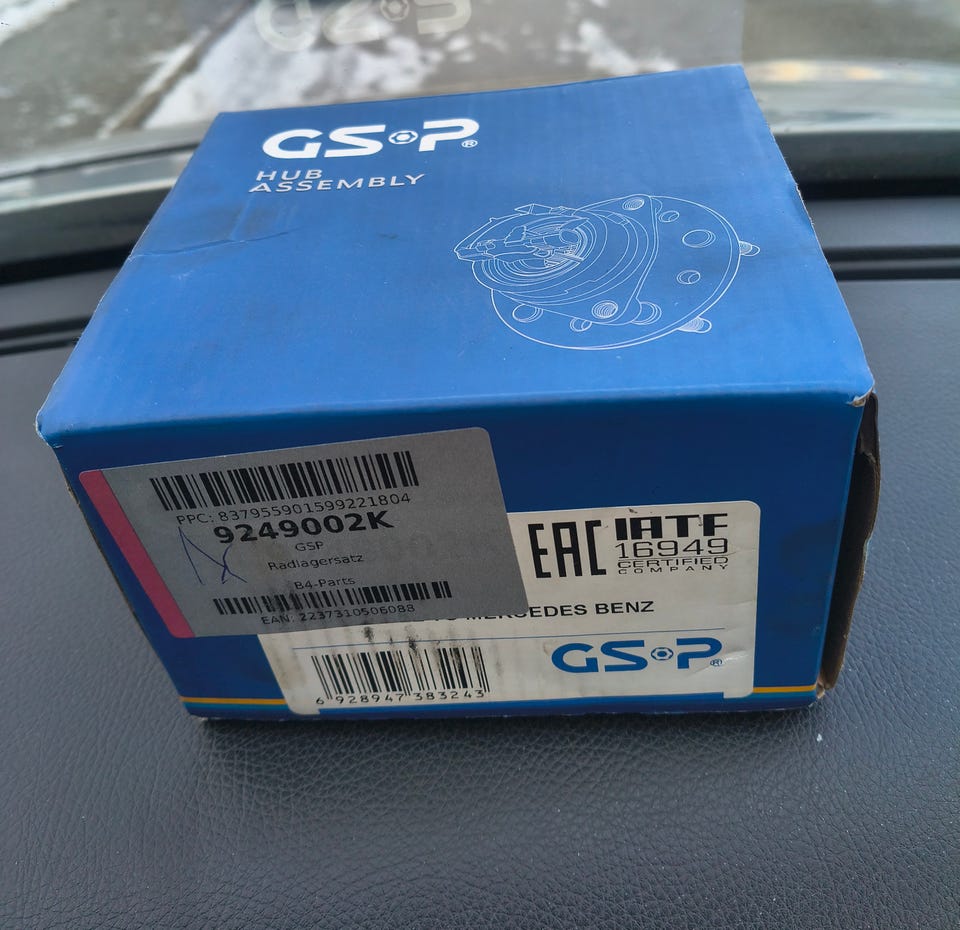 GSP®
HUB
ASSEMBLY
PPC: 837955901599221804
9249002K
GSP
Radlagersatz
B4-Parts
EAN: 2237310506088
EAC
IATF
16949
CERTIFIED
COMPANY
MERCEDES BENZ
GSP®
6 928947 383243